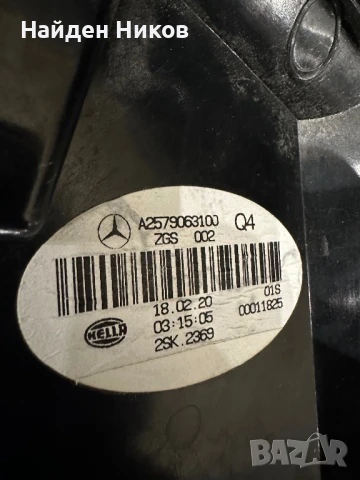 Найден Ников
A2579063100 Q4
ZGS 002
18.02.20 01S
03:15:05 00011825
HELLA
2SK.2369
BAZAR